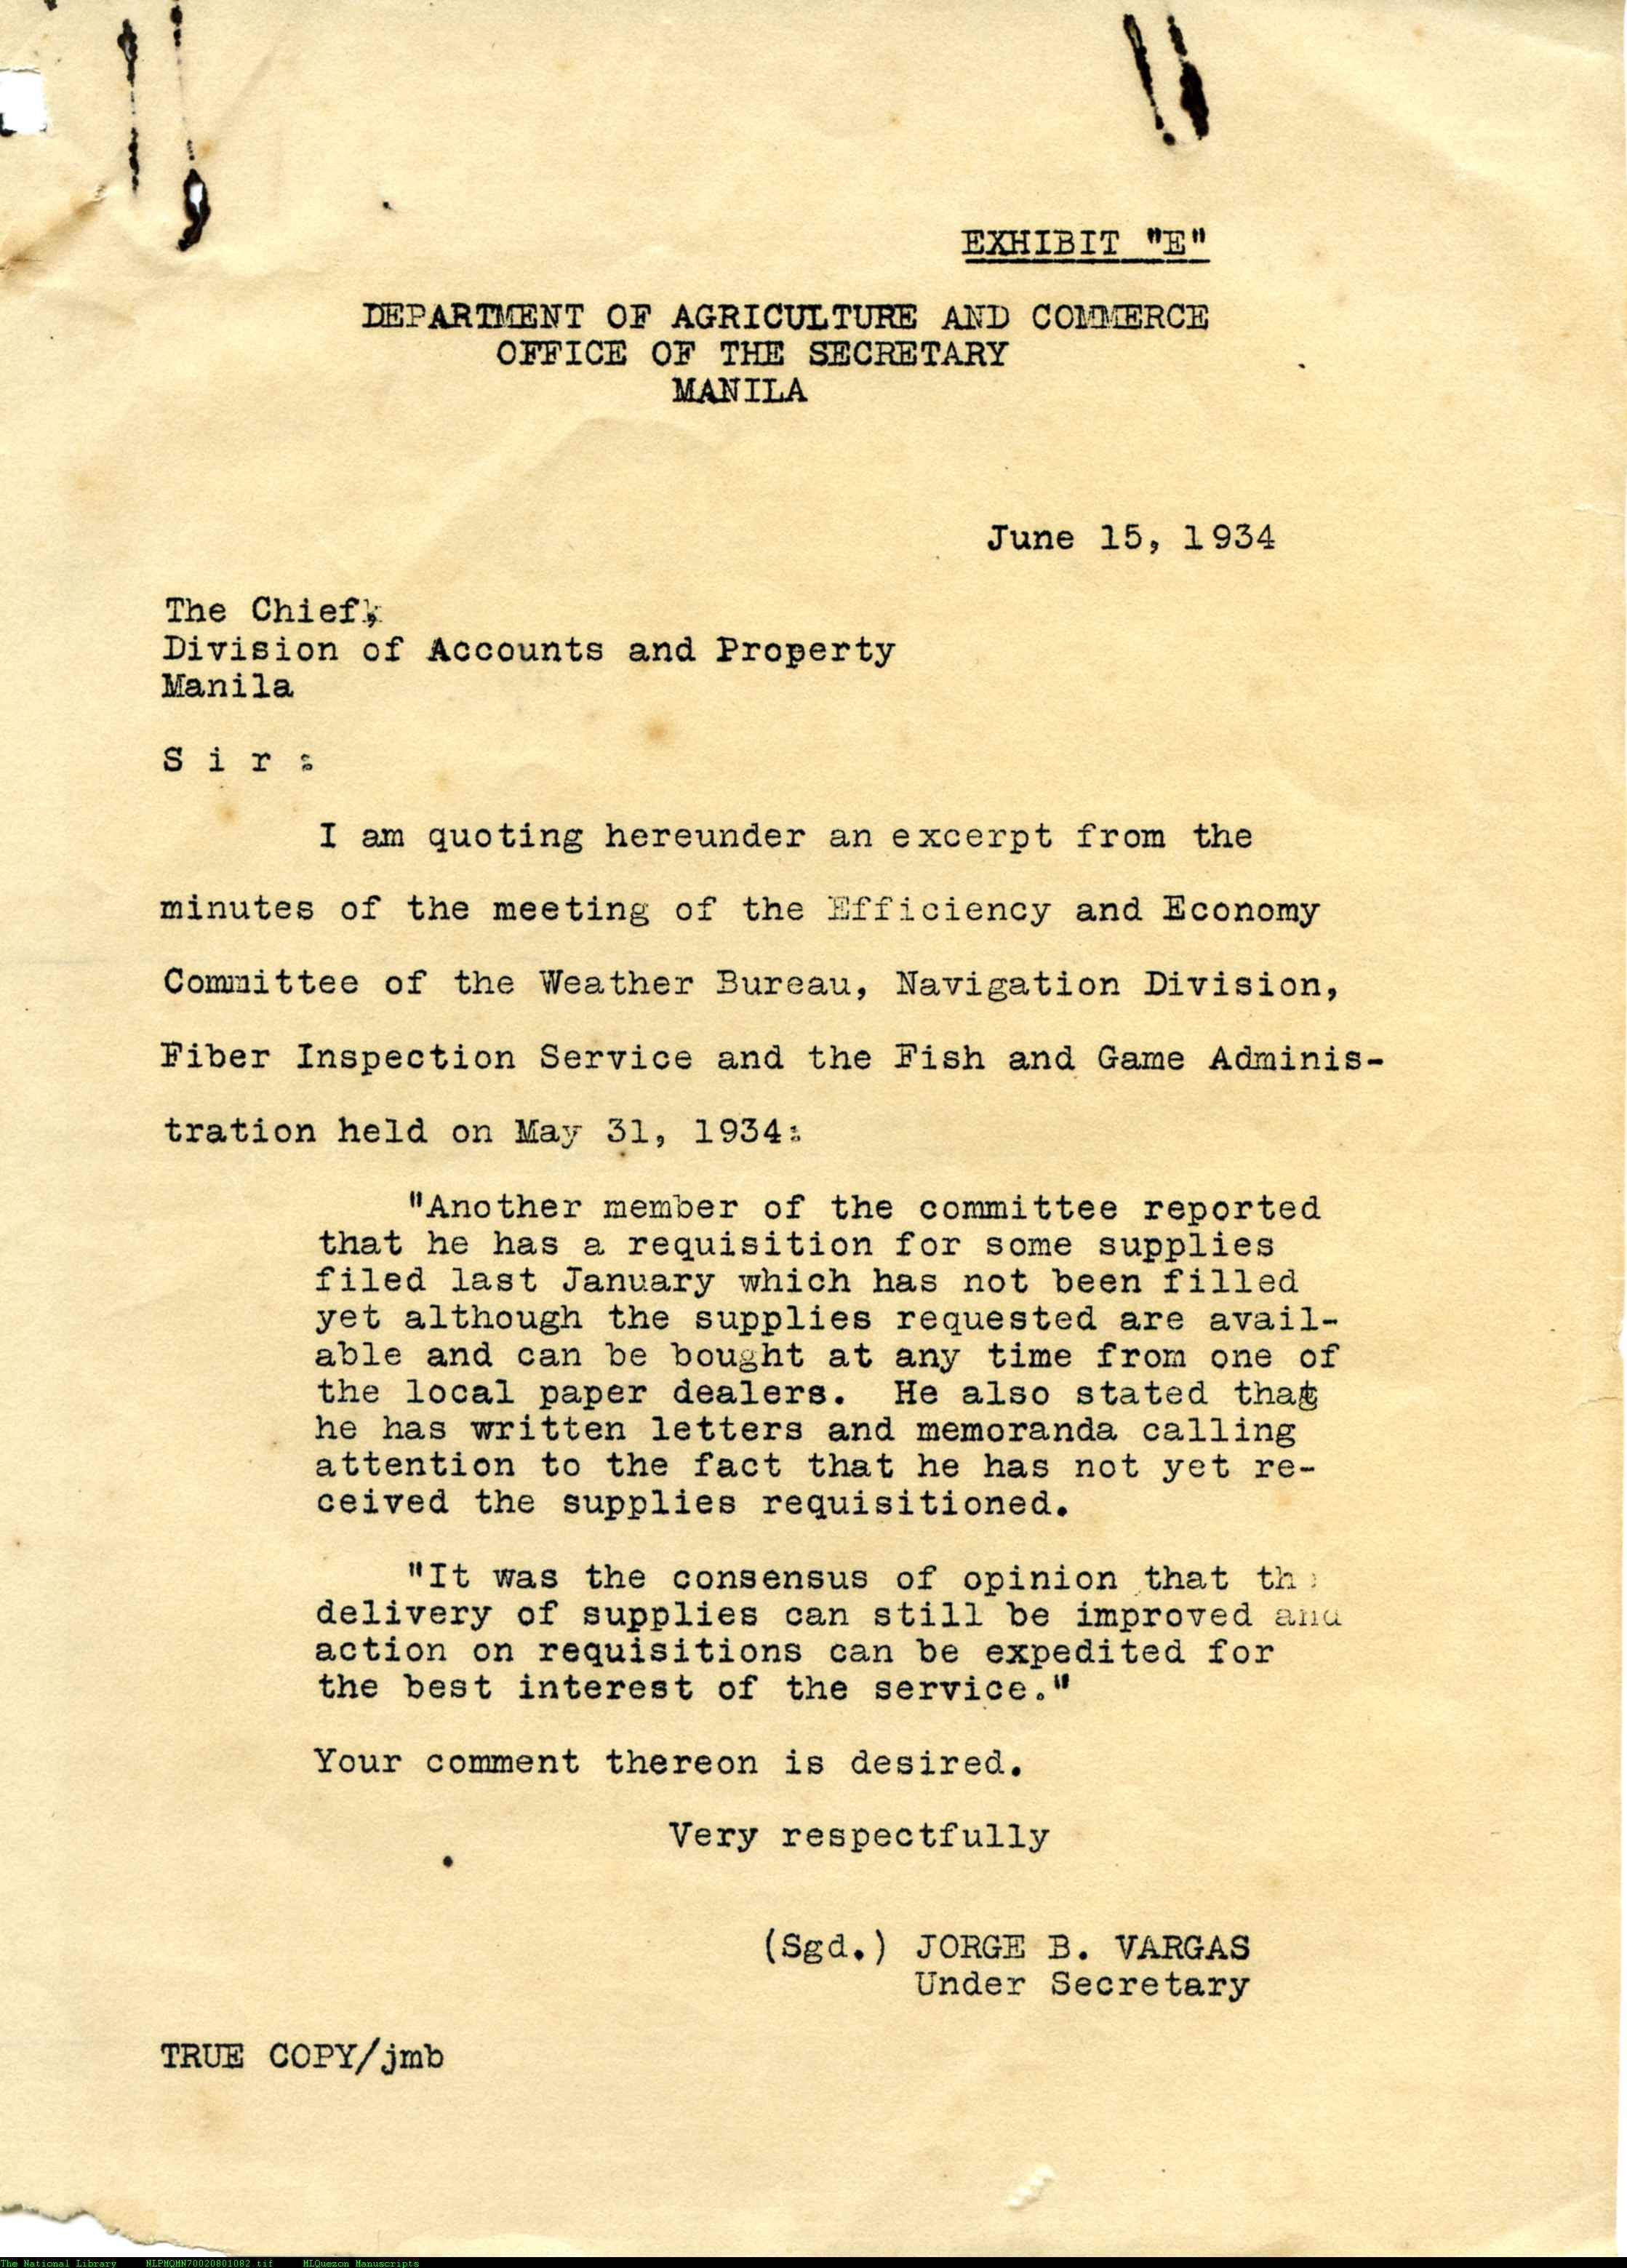 EXHIBIT "E"
DEPARTMENT OF AGRICULTURE AND COMMERCE
OFFICE OF THE SECRETARY
MANILA
June 15, 1934
The Chief,
Division of Accounts and Property
Manila
S i r :
I am quoting hereunder an excerpt from the
minutes of the meeting of the Efficiency and Economy
Committee of the Weather Bureau, Navigation Division,
Fiber Inspection Service and the Fish and Game Adminis-
tration held on May 31, 1934:
"Another member of the committee reported
that he has a requisition for some supplies
filed last January which has not been filled
yet although the supplies requested are avail-
able and can be bought at any time from one of
the local paper dealers. He also stated that
he has written letters and memoranda calling
attention to the fact that he has not yet re-
ceived the supplies requisitioned.
"It was the consensus of opinion that the
delivery of supplies can still be improved and
action on requisitions can be expedited for
the best interest of the service."
Your comment thereon is desired.
Very respectfully
(Sgd.) JORGE B. VARGAS
Under Secretary
TRUE COPY/jmb
The National Library NLPMQMN70020801082.tif MLQuezon Manuscripts